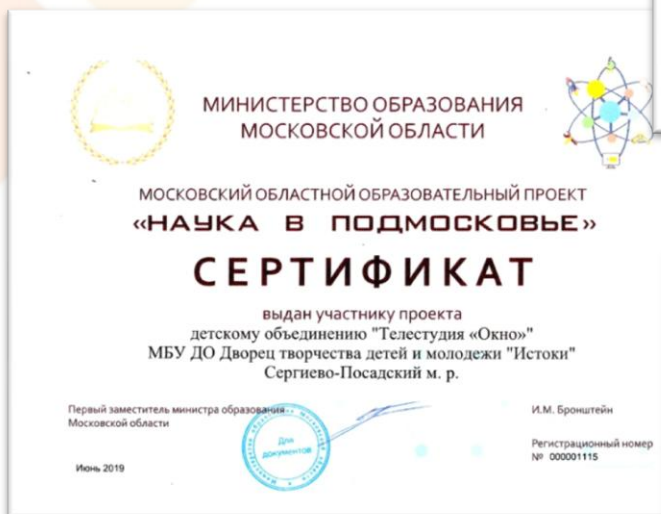 МИНИСТЕРСТВО ОБРАЗОВАНИЯ
МОСКОВСКОЙ ОБЛАСТИ
МОСКОВСКИЙ ОБЛАСТНОЙ ОБРАЗОВАТЕЛЬНЫЙ ПРОЕКТ
«НАУКА В ПОДМОСКОВЬЕ»
СЕРТИФИКАТ
выдан участнику проекта
детскому объединению "Телестудия «Окно»"
МБУ ДО Дворец творчества детей и молодежи "Истоки"
Сергиево-Посадский м. р.
Первый заместитель министра образования
Московской области
И.М. Бронштейн
Для
документов
Регистрационный номер
№ 000001115
Июнь 2019